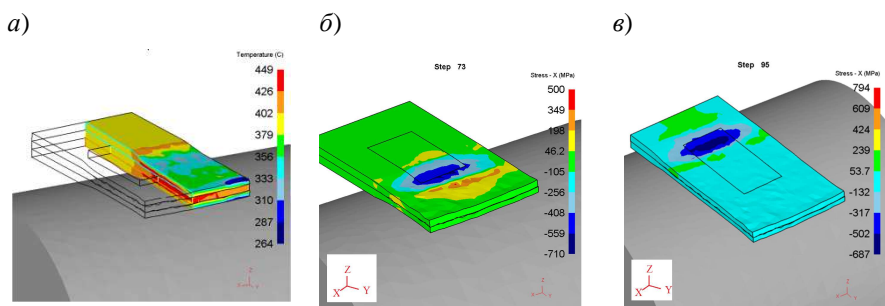 а)
б)
в)
Temperature (C)
449
426
402
379
356
333
310
287
264
Z
X Y
Step 73
Stress - X (MPa)
500
349
198
46.2
-105
-256
-408
-559
-710
Z
X Y
Z
X Y
Step 95
Stress - X (MPa)
794
609
424
239
53.7
-132
-317
-502
-687
Z
X Y
Z
X Y